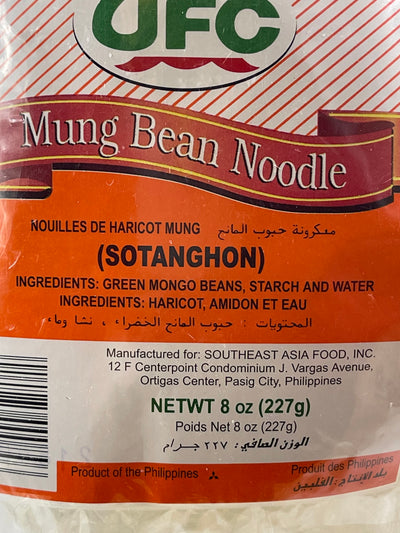 UFC
Mung Bean Noodle
NOUILLES DE HARICOT MUNG معكرونة حبوب المانج
(SOTANGHON)
INGREDIENTS: GREEN MONGO BEANS, STARCH AND WATER
INGREDIENTS: HARICOT, AMIDON ET EAU
المحتويات : حبوب المانج الخضراء ، نشا وماء
Manufactured for: SOUTHEAST ASIA FOOD, INC.
12 F Centerpoint Condominium J. Vargas Avenue,
Ortigas Center, Pasig City, Philippines
NETWT 8 oz (227g)
Poids Net 8 oz (227g)
الوزن الصافي: ٢٢٧ جرام
Product of the Philippines
Produit des Philippines
بلد الإنتاج: الفلبين